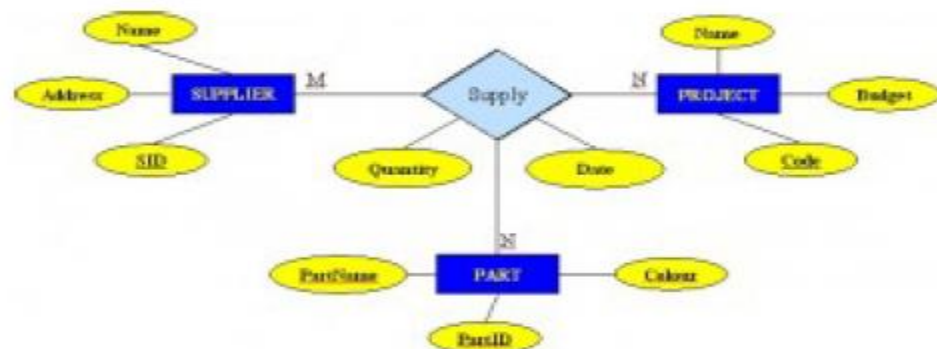 Name
Name
Address
SUPPLIER
M
Supply
N
PROJECT
Budget
SID
Quantity
Date
Code
N
PartName
PART
Colour
PartID